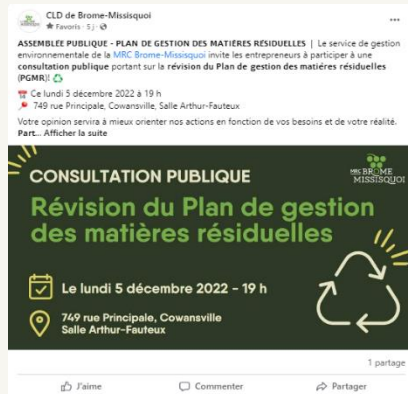 CLD de Brome-Missisquoi
Favoris · 5 j ·
ASSEMBLÉE PUBLIQUE - PLAN DE GESTION DES MATIÈRES RÉSIDUELLES | Le service de gestion
environnementale de la MRC Brome-Missisquoi invite les entrepreneurs à participer à une
consultation publique portant sur la révision du Plan de gestion des matières résiduelles
(PGMR)!
Ce lundi 5 décembre 2022 à 19 h
749 rue Principale, Cowansville, Salle Arthur-Fauteux
Votre opinion servira à mieux orienter nos actions en fonction de vos besoins et de votre réalité.
Part... Afficher la suite
MRC BROME
MISSISQUOI
CONSULTATION PUBLIQUE
Révision du Plan de gestion
des matières résiduelles
Le lundi 5 décembre 2022 - 19 h
749 rue Principale, Cowansville
Salle Arthur-Fauteux
1 partage
J'aime
Commenter
Partager